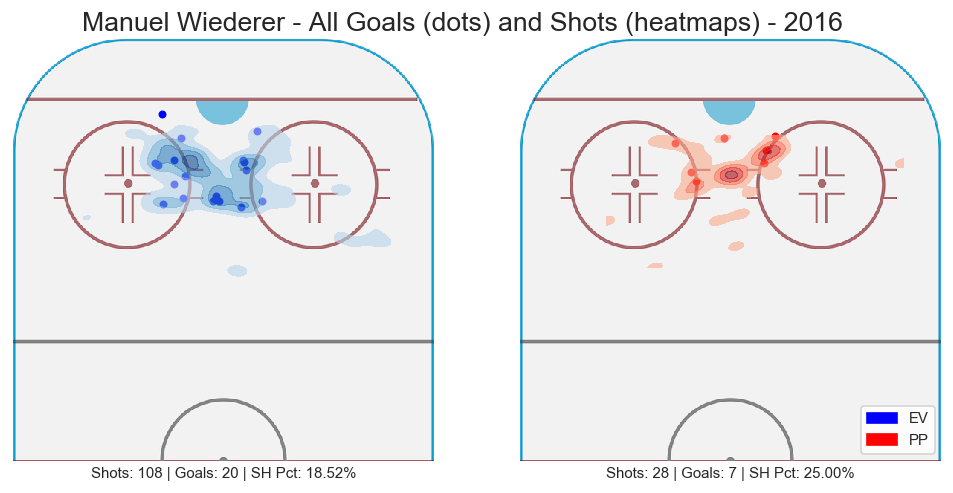 Manuel Wiederer - All Goals (dots) and Shots (heatmaps) - 2016
EV
PP
Shots: 108 | Goals: 20 | SH Pct: 18.52%
Shots: 28 | Goals: 7 | SH Pct: 25.00%